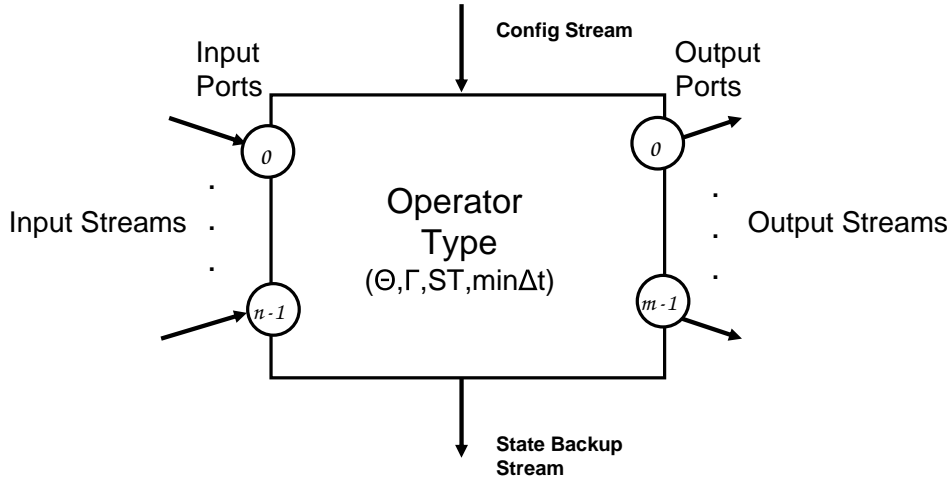 Config Stream
Input
Ports
Output
Ports
0
0
Input Streams
Operator
Type
(Θ,Γ,ST,minΔt)
Output Streams
n-1
m-1
State Backup
Stream